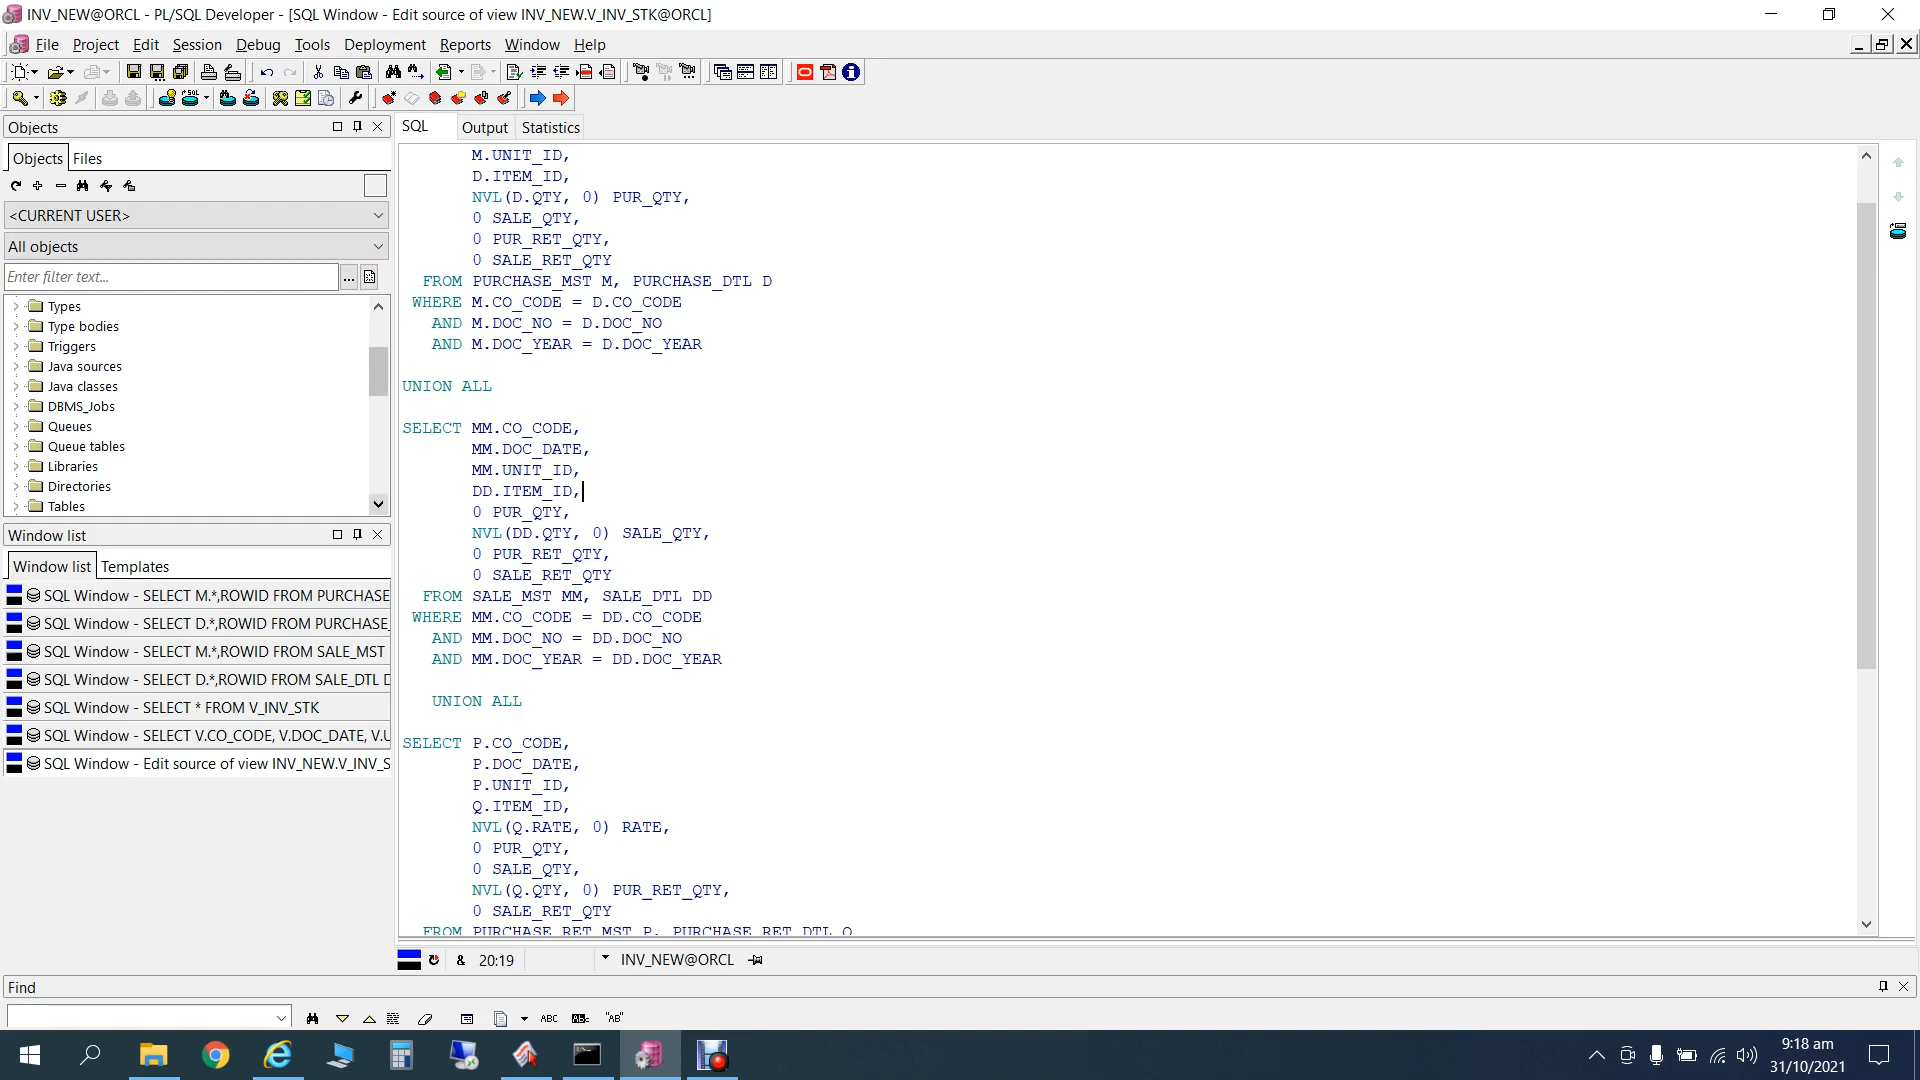 INV_NEW@ORCL - PL/SQL Developer - [SQL Window - Edit source of view INV_NEW.V_INV_STK@ORCL]
File Project Edit Session Debug Tools Deployment Reports Window Help
Objects
Objects Files
<CURRENT USER>
All objects
Enter filter text...
Types
Type bodies
Triggers
Java sources
Java classes
DBMS_Jobs
Queues
Queue tables
Libraries
Directories
Tables
Window list
Window list Templates
SQL Window - SELECT M.*,ROWID FROM PURCHASE
SQL Window - SELECT D.*,ROWID FROM PURCHASE_
SQL Window - SELECT M.*,ROWID FROM SALE_MST
SQL Window - SELECT D.*,ROWID FROM SALE_DTL D
SQL Window - SELECT * FROM V_INV_STK
SQL Window - SELECT V.CO_CODE, V.DOC_DATE, V.U
SQL Window - Edit source of view INV_NEW.V_INV_S
SQL Output Statistics
M.UNIT_ID,
D.ITEM_ID,
NVL(D.QTY, 0) PUR_QTY,
0 SALE_QTY,
0 PUR_RET_QTY,
0 SALE_RET_QTY
FROM PURCHASE_MST M, PURCHASE_DTL D
WHERE M.CO_CODE = D.CO_CODE
AND M.DOC_NO = D.DOC_NO
AND M.DOC_YEAR = D.DOC_YEAR
UNION ALL
SELECT MM.CO_CODE,
MM.DOC_DATE,
MM.UNIT_ID,
DD.ITEM_ID,
0 PUR_QTY,
NVL(DD.QTY, 0) SALE_QTY,
0 PUR_RET_QTY,
0 SALE_RET_QTY
FROM SALE_MST MM, SALE_DTL DD
WHERE MM.CO_CODE = DD.CO_CODE
AND MM.DOC_NO = DD.DOC_NO
AND MM.DOC_YEAR = DD.DOC_YEAR
UNION ALL
SELECT P.CO_CODE,
P.DOC_DATE,
P.UNIT_ID,
Q.ITEM_ID,
NVL(Q.RATE, 0) RATE,
0 PUR_QTY,
0 SALE_QTY,
NVL(Q.QTY, 0) PUR_RET_QTY,
0 SALE_RET_QTY
FROM PURCHASE_RET_MST P, PURCHASE_RET_DTL Q
& 20:19 INV_NEW@ORCL
Find
ABC "AB"
9:18 am
31/10/2021